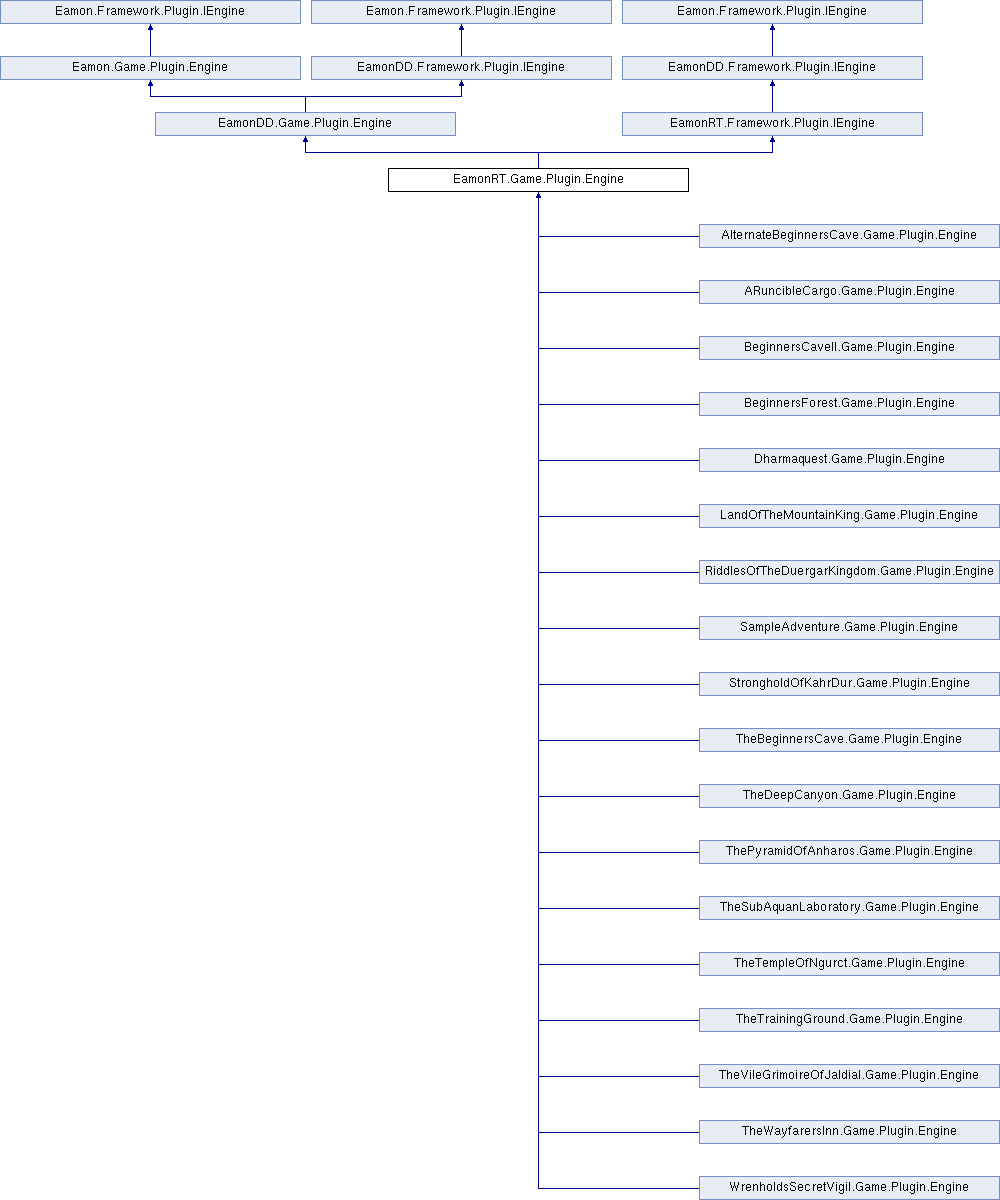 Eamon.Framework.Plugin.IEngine
Eamon.Framework.Plugin.IEngine
Eamon.Framework.Plugin.IEngine
Eamon.Game.Plugin.Engine
EamonDD.Framework.Plugin.IEngine
EamonDD.Framework.Plugin.IEngine
EamonDD.Game.Plugin.Engine
EamonRT.Framework.Plugin.IEngine
EamonRT.Game.Plugin.Engine
AlternateBeginnersCave.Game.Plugin.Engine
ARuncibleCargo.Game.Plugin.Engine
BeginnersCaveII.Game.Plugin.Engine
BeginnersForest.Game.Plugin.Engine
Dharmaquest.Game.Plugin.Engine
LandOfTheMountainKing.Game.Plugin.Engine
RiddlesOfTheDuergarKingdom.Game.Plugin.Engine
SampleAdventure.Game.Plugin.Engine
StrongholdOfKahrDur.Game.Plugin.Engine
TheBeginnersCave.Game.Plugin.Engine
TheDeepCanyon.Game.Plugin.Engine
ThePyramidOfAnharos.Game.Plugin.Engine
TheSubAquanLaboratory.Game.Plugin.Engine
TheTempleOfNgurct.Game.Plugin.Engine
TheTrainingGround.Game.Plugin.Engine
TheVileGrimoireOfJaldial.Game.Plugin.Engine
TheWayfarersInn.Game.Plugin.Engine
WrenholdsSecretVigil.Game.Plugin.Engine